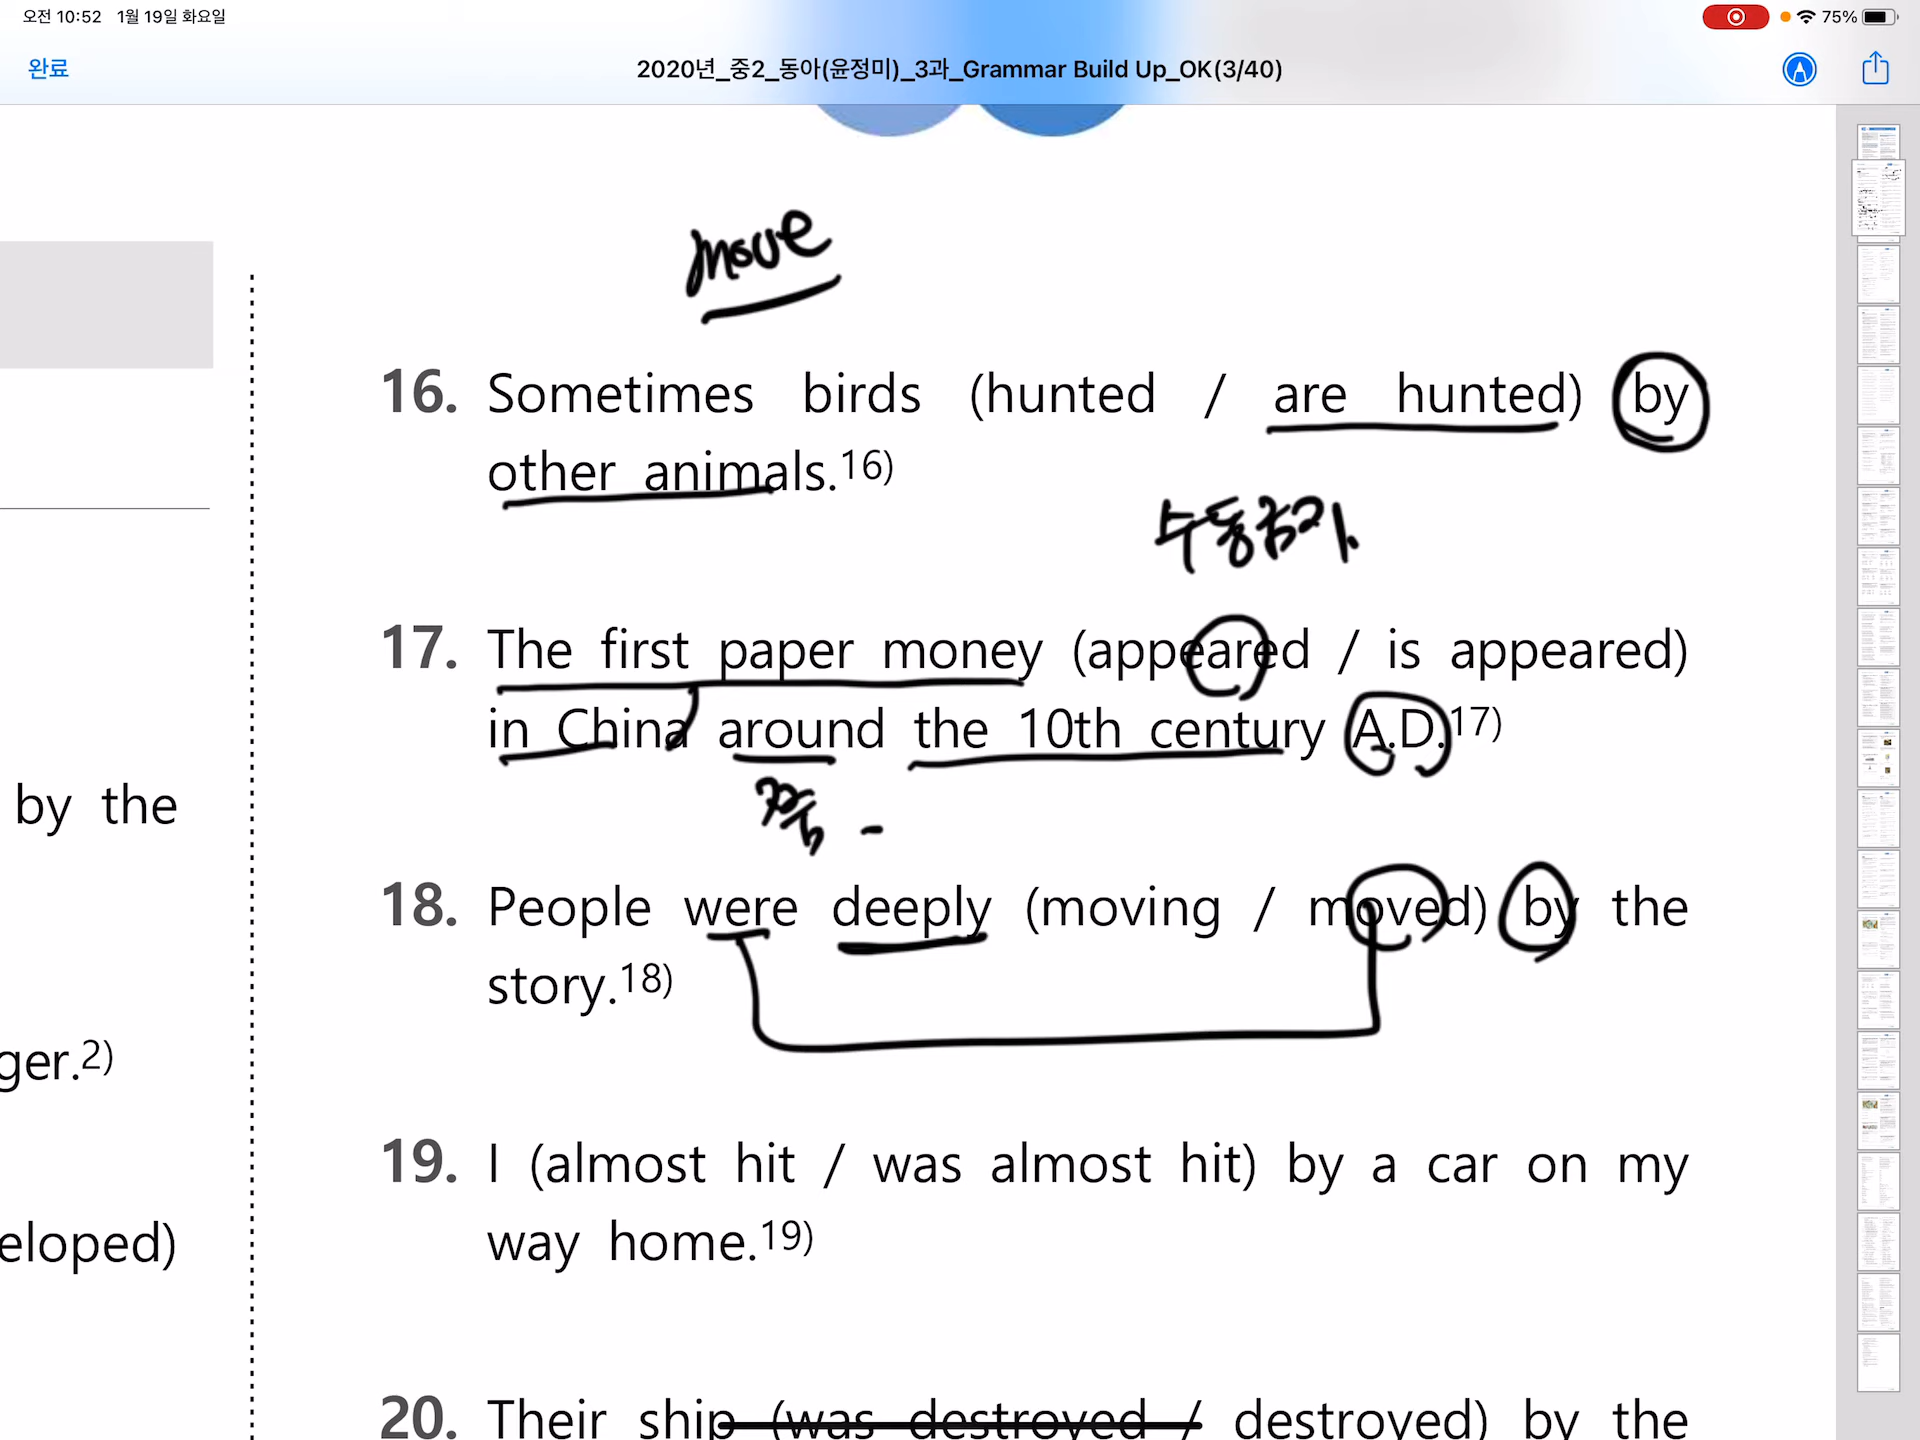 오전 10:52 1월 19일 화요일
75%
완료
2020년_중2_동아(윤정미)_3과_Grammar Build Up_OK(3/40)
move
16. Sometimes birds (hunted / are hunted) by
other animals.16)
수동금지.
17. The first paper money (appeared / is appeared)
in China around the 10th century A.D.17)
쯤 -
18. People were deeply (moving / moved) by the
story.18)
19. I (almost hit / was almost hit) by a car on my
way home.19)
20. Their ship (was destroyed / destroyed) by the
by the
ger.2)
eloped)